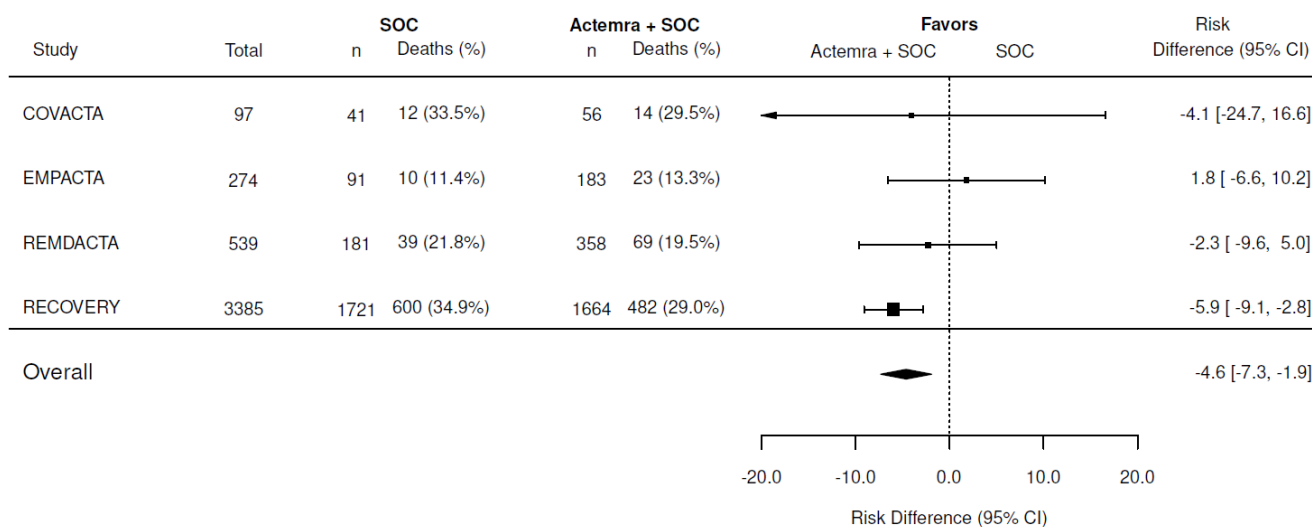 SOC Actemra + SOC Favors Risk
Study Total n Deaths (%) n Deaths (%) Actemra + SOC SOC Difference (95% CI)
COVACTA 97 41 12 (33.5%) 56 14 (29.5%) -4.1 [-24.7, 16.6]
EMPACTA 274 91 10 (11.4%) 183 23 (13.3%) 1.8 [ -6.6, 10.2]
REMDACTA 539 181 39 (21.8%) 358 69 (19.5%) -2.3 [ -9.6, 5.0]
RECOVERY 3385 1721 600 (34.9%) 1664 482 (29.0%) -5.9 [ -9.1, -2.8]
Overall -4.6 [-7.3, -1.9]
-20.0 -10.0 0.0 10.0 20.0
Risk Difference (95% CI)